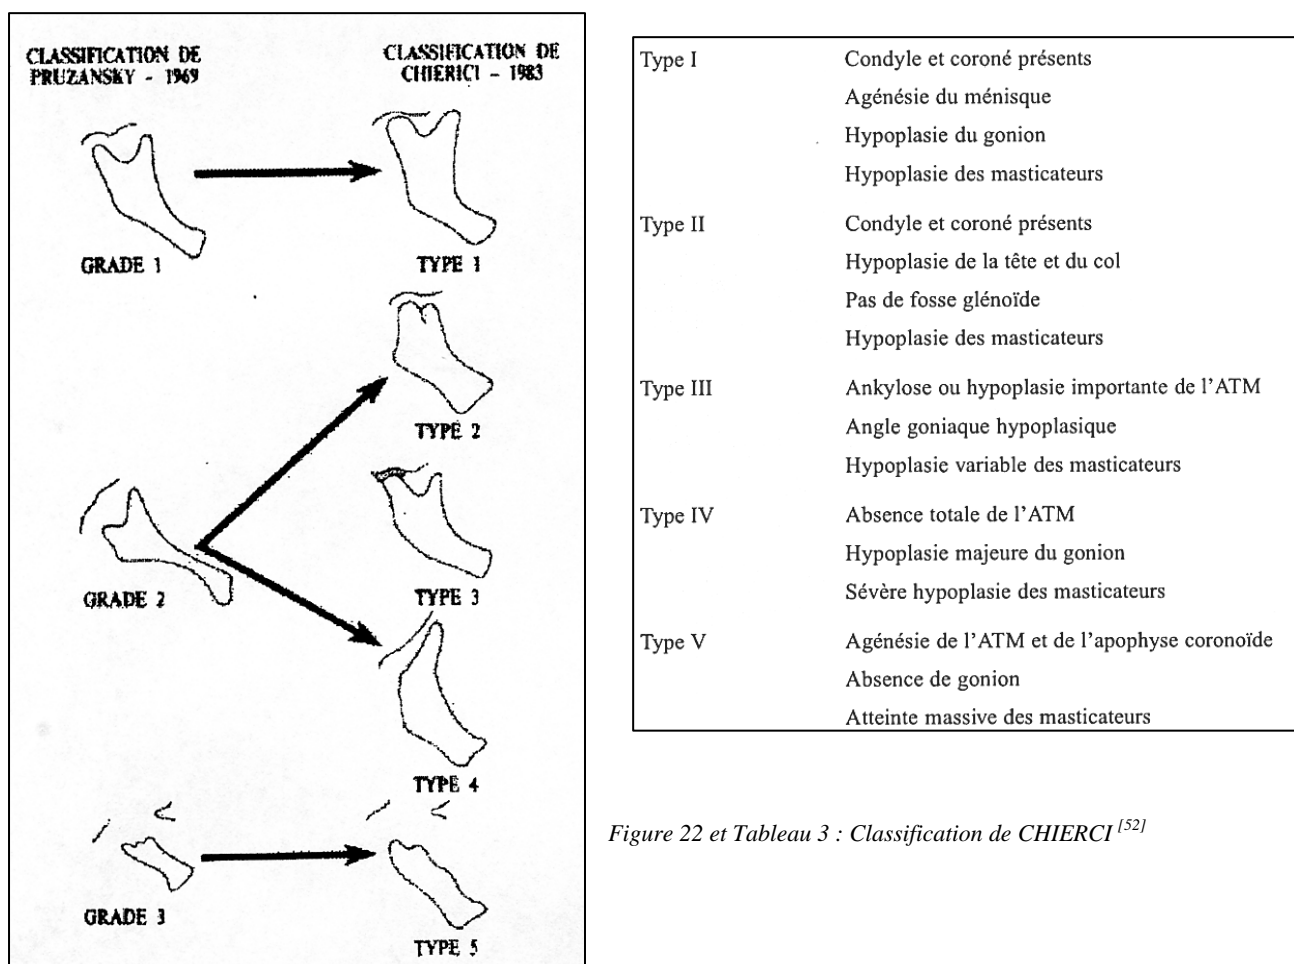 CLASSIFICATION DE
PRUZANSKY - 1969
CLASSIFICATION DE
CHIERICI - 1983
GRADE 1
TYPE 1
TYPE 2
GRADE 2
TYPE 3
TYPE 4
GRADE 3
TYPE 5
Type I Condyle et coroné présents
Agénésie du ménisque
Hypoplasie du gonion
Hypoplasie des masticateurs
Type II Condyle et coroné présents
Hypoplasie de la tête et du col
Pas de fosse glénoïde
Hypoplasie des masticateurs
Type III Ankylose ou hypoplasie importante de l'ATM
Angle goniaque hypoplasique
Hypoplasie variable des masticateurs
Type IV Absence totale de l'ATM
Hypoplasie majeure du gonion
Sévère hypoplasie des masticateurs
Type V Agénésie de l'ATM et de l'apophyse coronoïde
Absence de gonion
Atteinte massive des masticateurs
Figure 22 et Tableau 3 : Classification de CHIERCI [52]